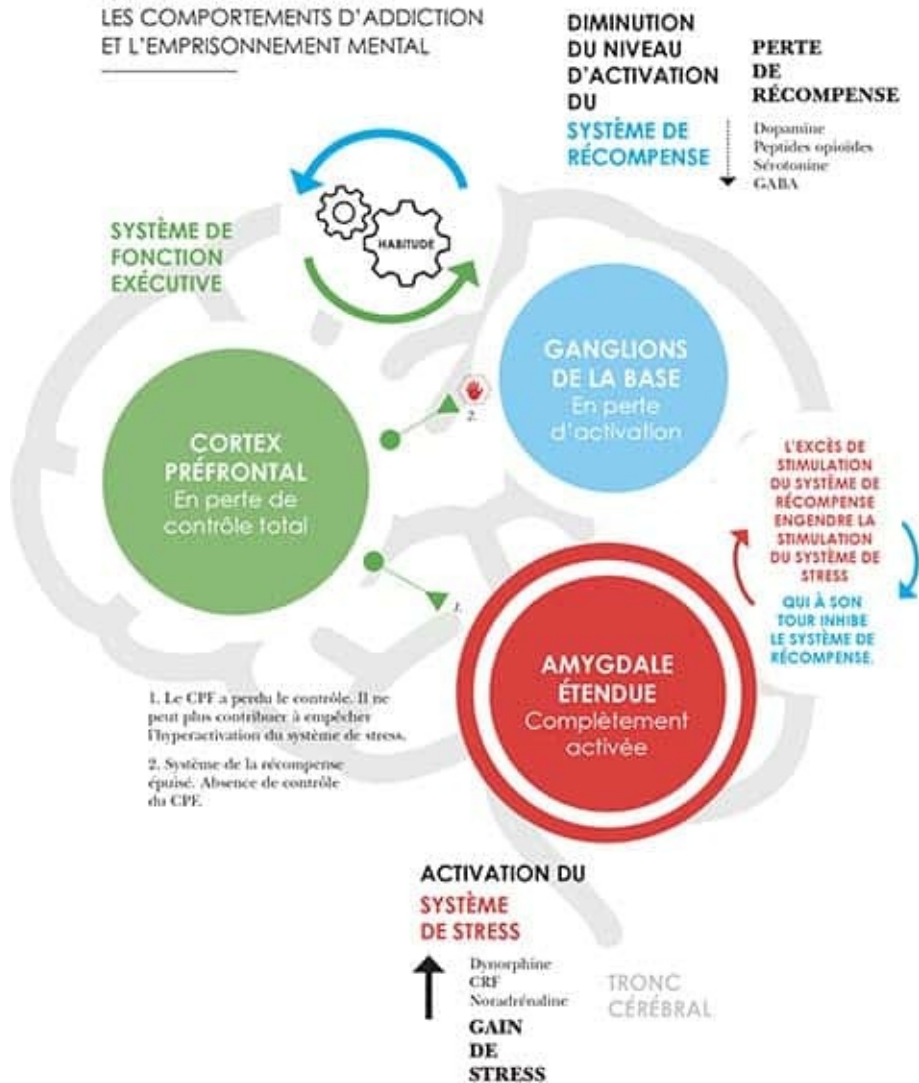 LES COMPORTEMENTS D'ADDICTION
ET L'EMPRISONNEMENT MENTAL
DIMINUTION
DU NIVEAU
D'ACTIVATION
DU
SYSTÈME DE
RÉCOMPENSE
PERTE
DE
RÉCOMPENSE
Dopamine
Peptides opioïdes
Sérotonine
GABA
SYSTÈME DE
FONCTION
EXÉCUTIVE
HABITUDE
GANGLIONS
DE LA BASE
En perte
d'activation
2.
CORTEX
PRÉFRONTAL
En perte de
contrôle total
L'EXCÈS DE
STIMULATION
DU SYSTÈME DE
RÉCOMPENSE
ENGENDRE LA
STIMULATION
DU SYSTÈME DE
STRESS
QUI À SON
TOUR INHIBE
LE SYSTÈME DE
RÉCOMPENSE.
1.
AMYGDALE
ÉTENDUE
Complètement
activée
1. Le CPF a perdu le contrôle. Il ne
peut plus contribuer à empêcher
l'hyperactivation du système de stress.
2. Système de la récompense
épuisé. Absence de contrôle
du CPF.
ACTIVATION DU
SYSTÈME
DE STRESS
Dynorphine
CRF
Noradrénaline
GAIN
DE
STRESS
TRONC
CÉRÉBRAL